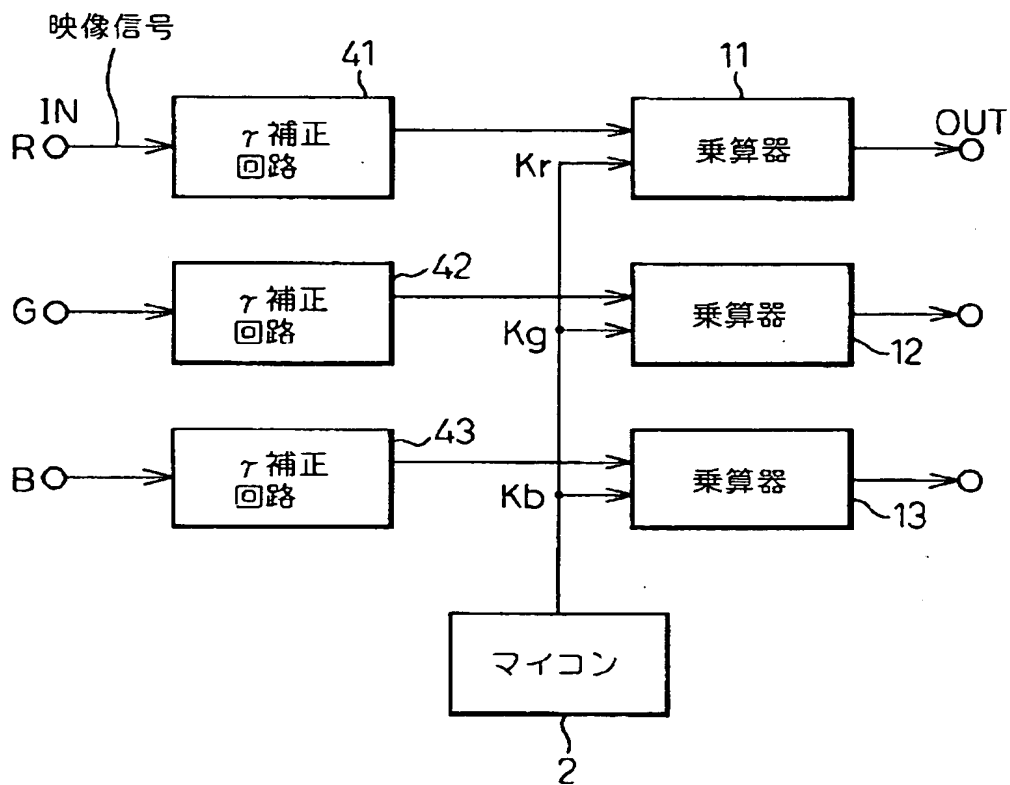 映像信号
IN
R
41
γ補正
回路
11
乗算器
OUT
Kr
G
42
γ補正
回路
Kg
乗算器
12
B
43
γ補正
回路
Kb
乗算器
13
マイコン
2